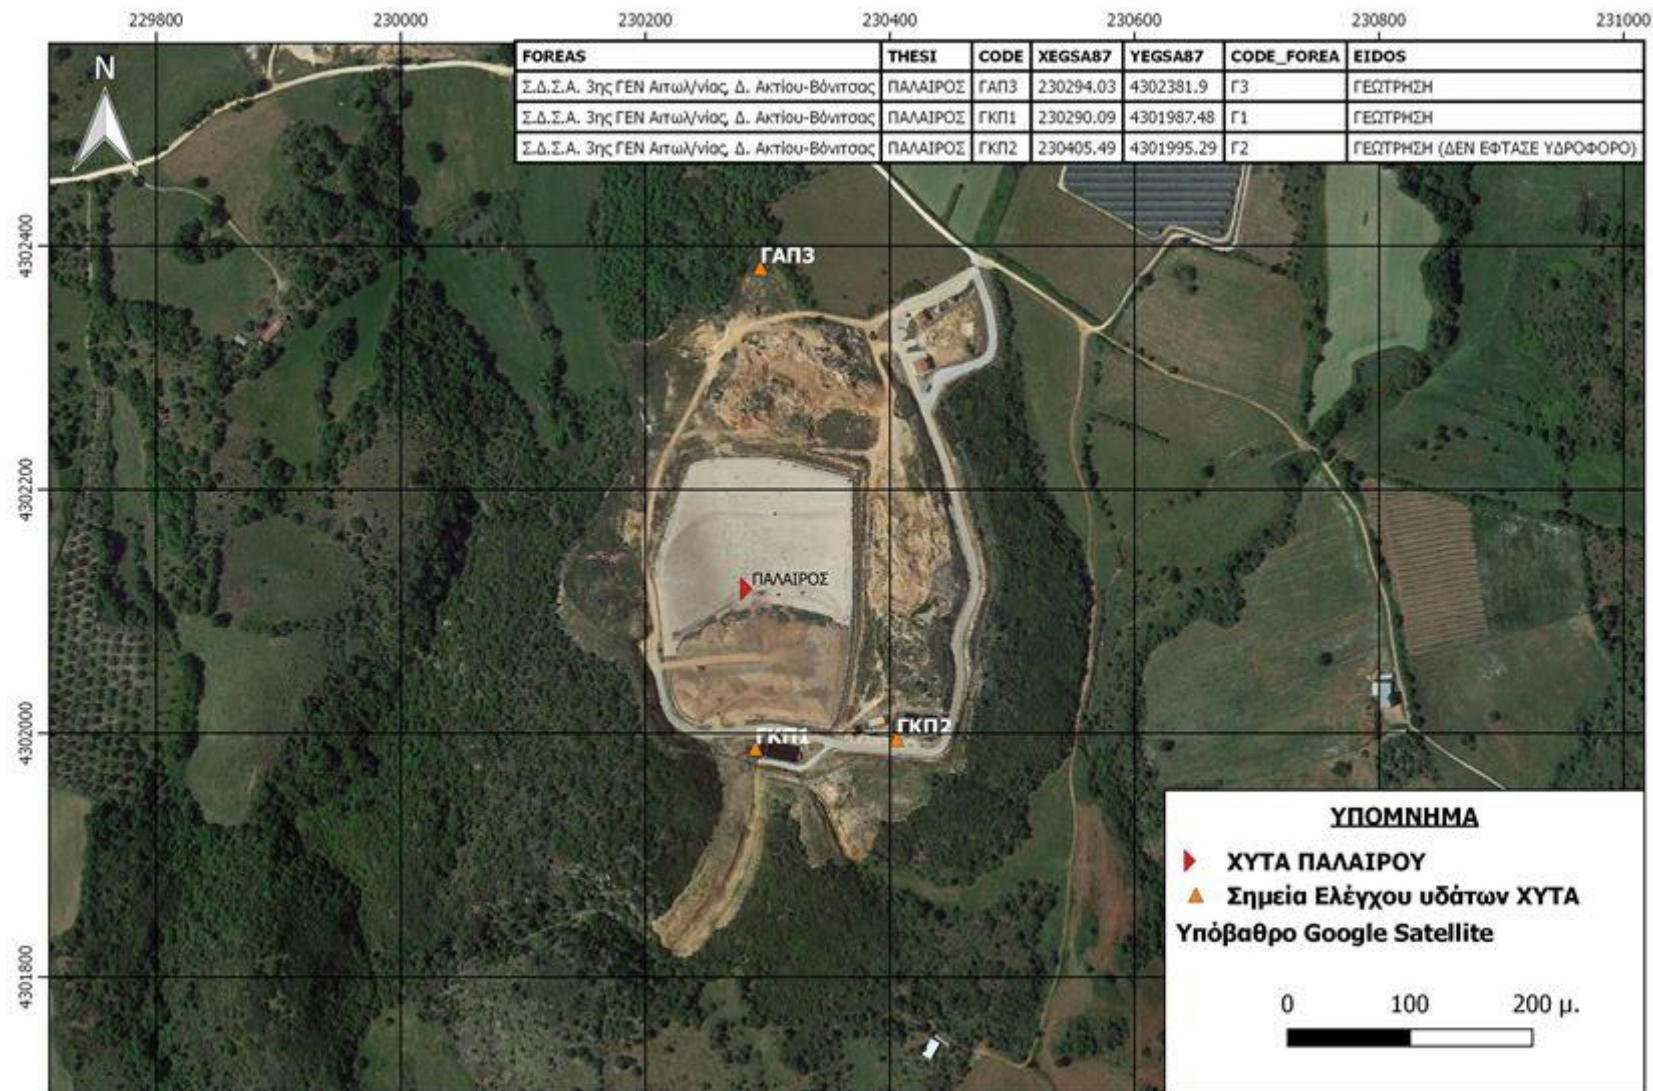 229800 230000 230200 230400 230600 230800 231000
N
FOREAS THESI CODE XEGSA87 YEGSA87 CODE_FOREA EIDOS
Σ.Δ.Σ.Α. 3ης ΓΕΝ Αιτωλ/νίας, Δ. Ακτίου-Βόνιτσας ΠΑΛΑΙΡΟΣ ΓΑΠ3 230294.03 4302381.9 Γ3 ΓΕΩΤΡΗΣΗ
Σ.Δ.Σ.Α. 3ης ΓΕΝ Αιτωλ/νίας, Δ. Ακτίου-Βόνιτσας ΠΑΛΑΙΡΟΣ ΓΚΠ1 230290.09 4301987.48 Γ1 ΓΕΩΤΡΗΣΗ
Σ.Δ.Σ.Α. 3ης ΓΕΝ Αιτωλ/νίας, Δ. Ακτίου-Βόνιτσας ΠΑΛΑΙΡΟΣ ΓΚΠ2 230405.49 4301995.29 Γ2 ΓΕΩΤΡΗΣΗ (ΔΕΝ ΕΦΤΑΣΕ ΥΔΡΟΦΟΡΟ)
4302400
ΓΑΠ3
4302200
ΠΑΛΑΙΡΟΣ
4302000
ΓΚΠ2
ΓΚΠ1
4301800
ΥΠΟΜΝΗΜΑ
ΧΥΤΑ ΠΑΛΑΙΡΟΥ
Σημεία Ελέγχου υδάτων ΧΥΤΑ
Υπόβαθρο Google Satellite
0 100 200 μ.